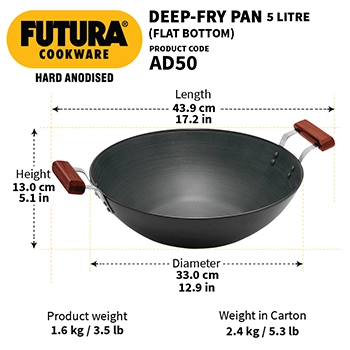 FUTURA®
COOKWARE
HARD ANODISED
DEEP-FRY PAN 5 LITRE
(FLAT BOTTOM)
PRODUCT CODE
AD50
Length
43.9 cm
17.2 in
Height
13.0 cm
5.1 in
Diameter
33.0 cm
12.9 in
Product weight
1.6 kg / 3.5 lb
Weight in Carton
2.4 kg / 5.3 lb